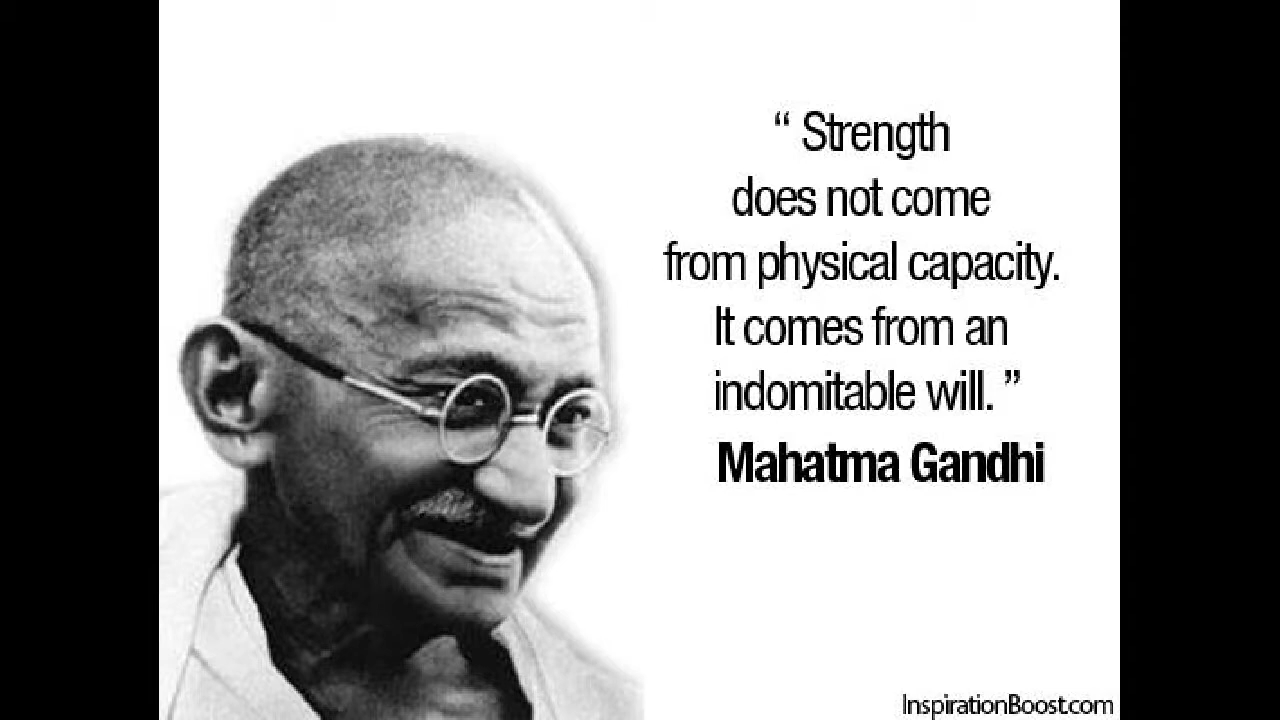 “ Strength
does not come
from physical capacity.
It comes from an
indomitable will. ”
Mahatma Gandhi
InspirationBoost.com